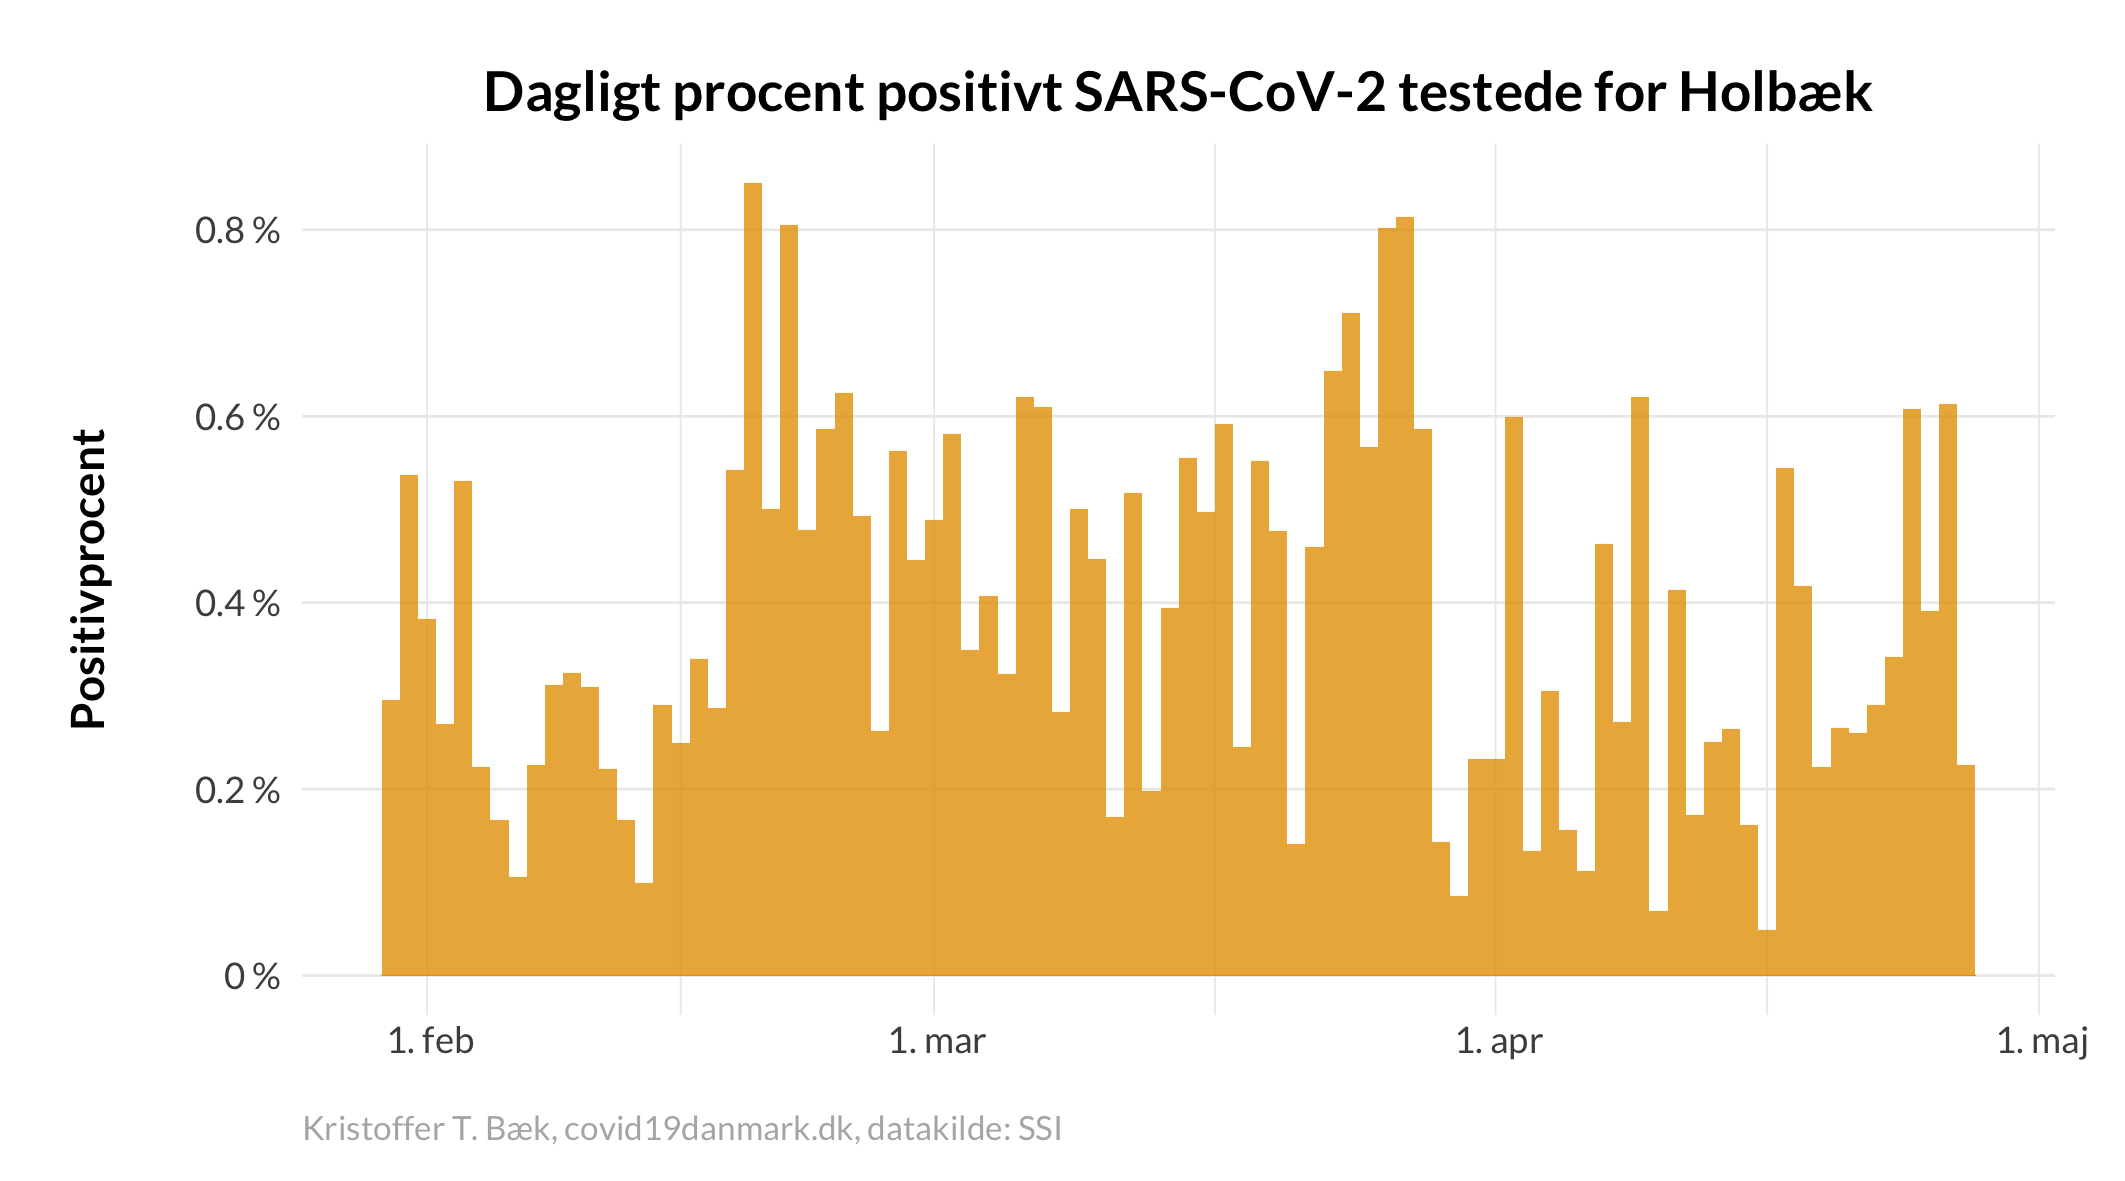 Dagligt procent positivt SARS-CoV-2 testede for Holbæk
Positivprocent
0.8 %
0.6 %
0.4 %
0.2 %
0 %
1. feb
1. mar
1. apr
1. maj
Kristoffer T. Bæk, covid19danmark.dk, datakilde: SSI